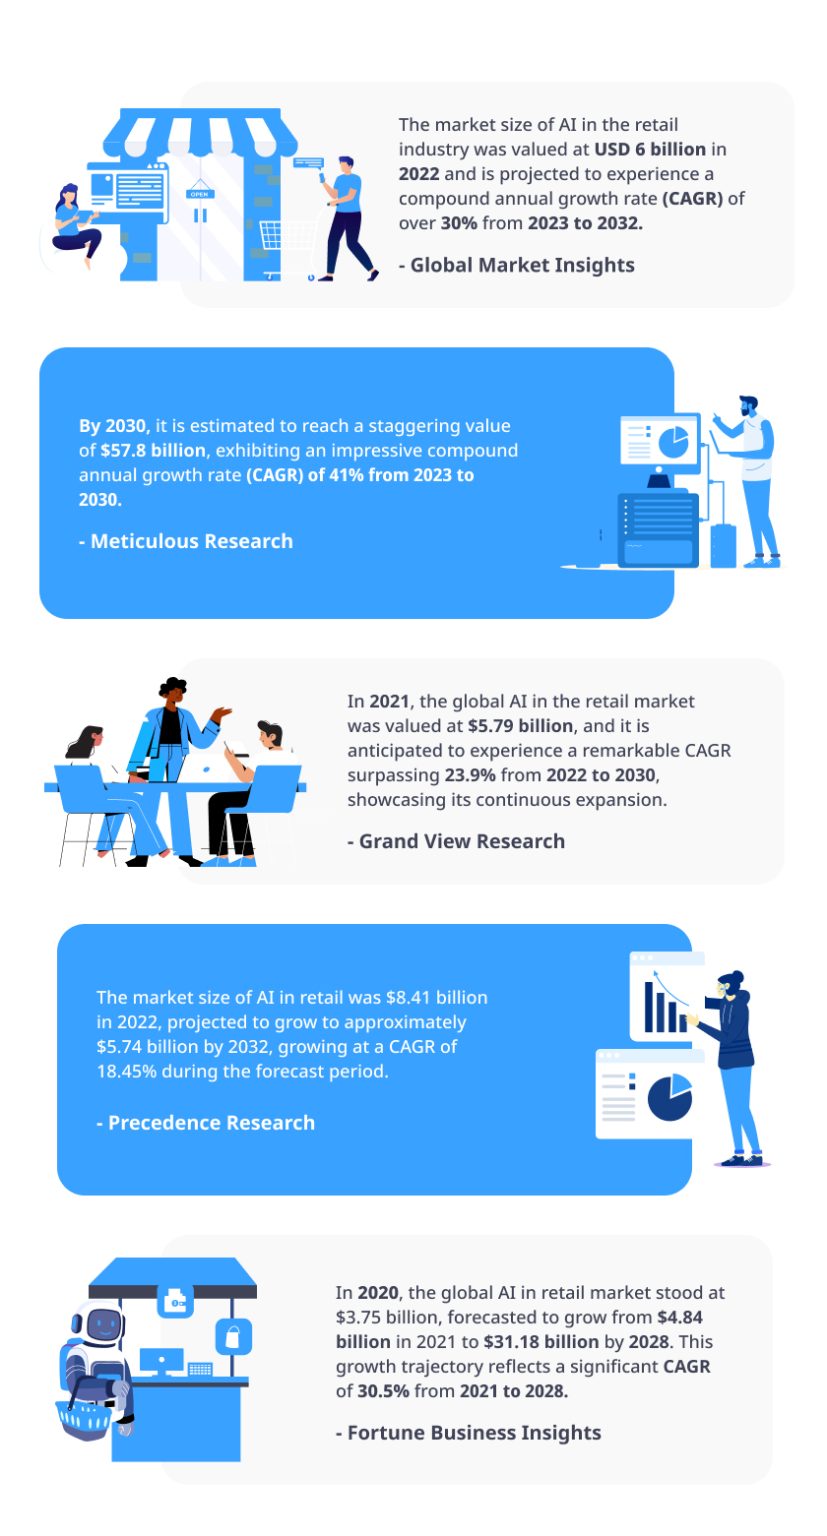 OPEN
The market size of AI in the retail
industry was valued at USD 6 billion in
2022 and is projected to experience a
compound annual growth rate (CAGR) of
over 30% from 2023 to 2032.
- Global Market Insights
By 2030, it is estimated to reach a staggering value
of $57.8 billion, exhibiting an impressive compound
annual growth rate (CAGR) of 41% from 2023 to
2030.
- Meticulous Research
In 2021, the global AI in the retail market
was valued at $5.79 billion, and it is
anticipated to experience a remarkable CAGR
surpassing 23.9% from 2022 to 2030,
showcasing its continuous expansion.
- Grand View Research
The market size of AI in retail was $8.41 billion
in 2022, projected to grow to approximately
$5.74 billion by 2032, growing at a CAGR of
18.45% during the forecast period.
- Precedence Research
In 2020, the global AI in retail market stood at
$3.75 billion, forecasted to grow from $4.84
billion in 2021 to $31.18 billion by 2028. This
growth trajectory reflects a significant CAGR
of 30.5% from 2021 to 2028.
- Fortune Business Insights